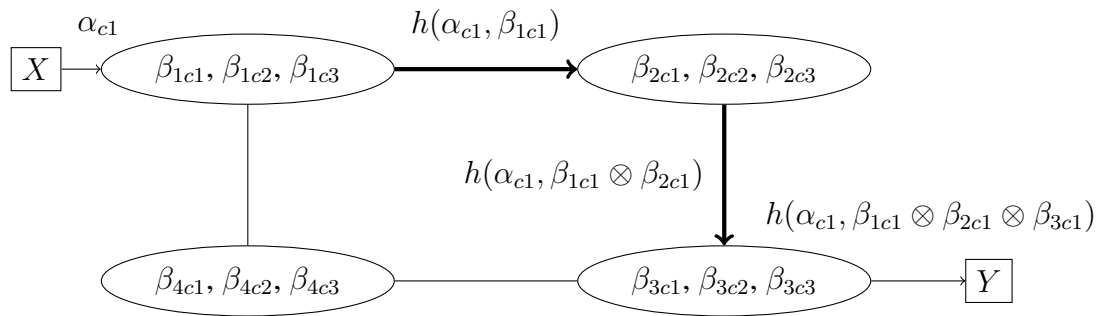 α_{c1}
h(α_{c1}, β_{1c1})
X
β_{1c1}, β_{1c2}, β_{1c3}
β_{2c1}, β_{2c2}, β_{2c3}
h(α_{c1}, β_{1c1} ⊗ β_{2c1})
h(α_{c1}, β_{1c1} ⊗ β_{2c1} ⊗ β_{3c1})
β_{4c1}, β_{4c2}, β_{4c3}
β_{3c1}, β_{3c2}, β_{3c3}
Y